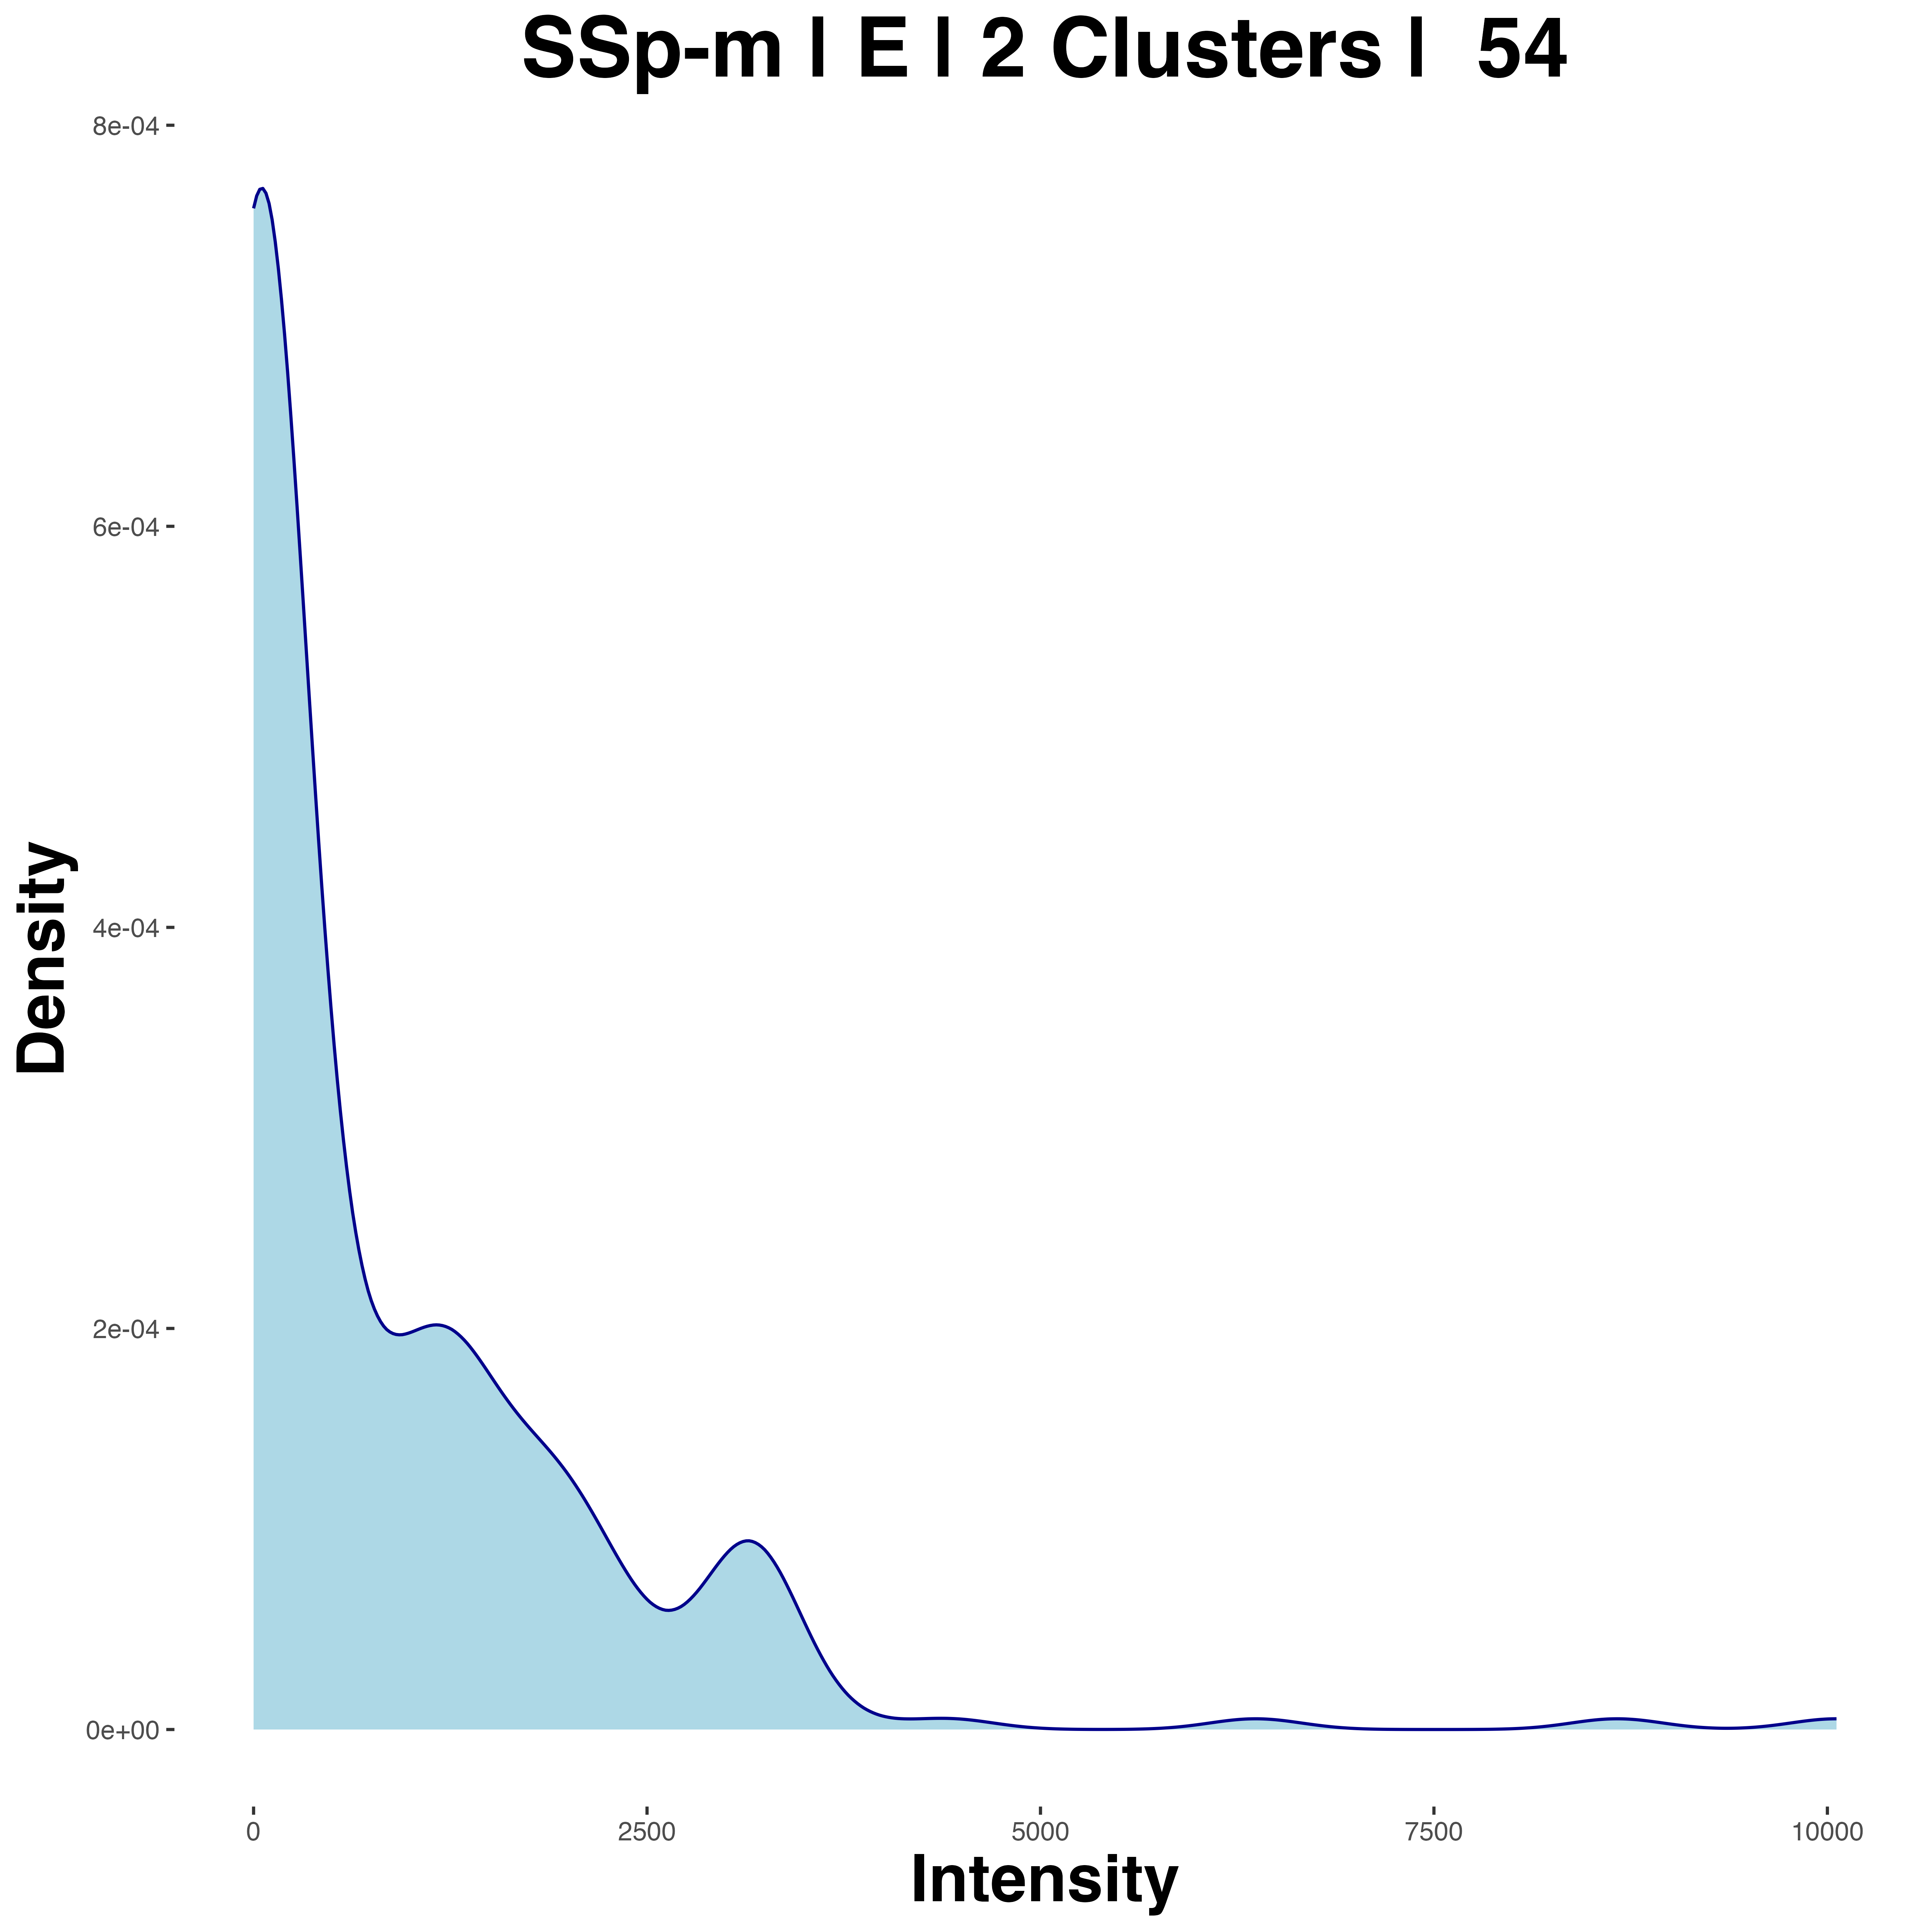 SSp-m | E | 2 Clusters | 54
8e-04
6e-04
4e-04
2e-04
0e+00
Density
0 2500 5000 7500 10000
Intensity